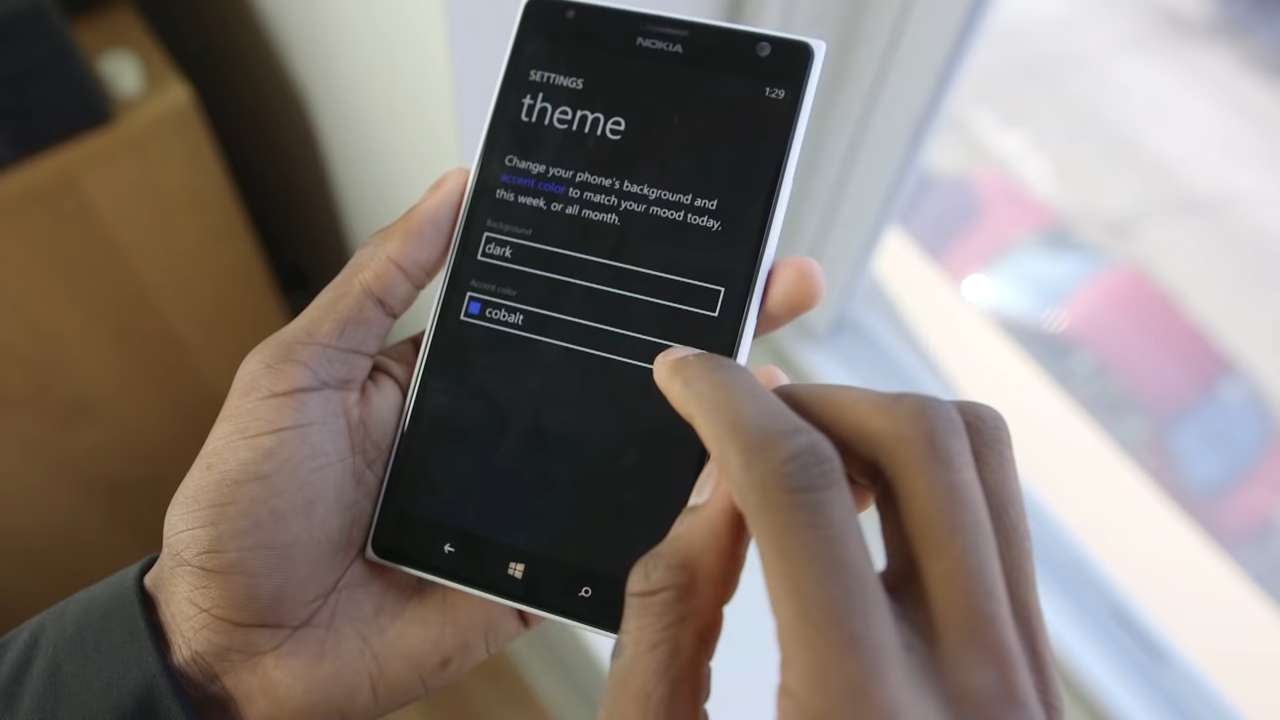 NOKIA
SETTINGS
1:29
theme
Change your phone's background and
accent color to match your mood today,
this week, or all month.
Background
dark
Accent color
cobalt